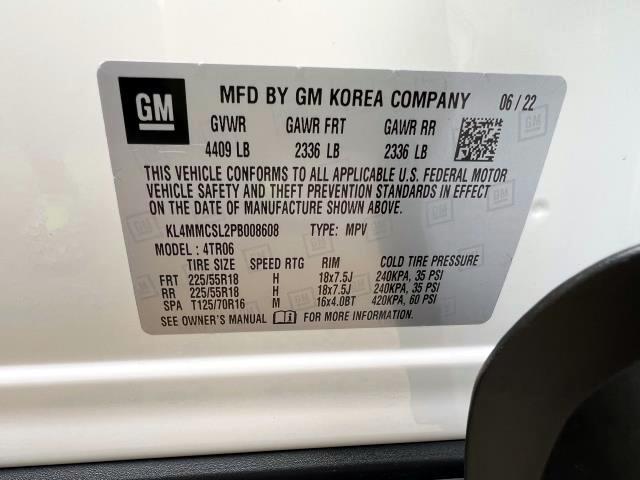 GM MFD BY GM KOREA COMPANY 06 / 22
GVWR GAWR FRT GAWR RR
4409 LB 2336 LB 2336 LB
THIS VEHICLE CONFORMS TO ALL APPLICABLE U.S. FEDERAL MOTOR
VEHICLE SAFETY AND THEFT PREVENTION STANDARDS IN EFFECT
ON THE DATE OF MANUFACTURE SHOWN ABOVE.
KL4MMCSL2PB008608 TYPE: MPV
MODEL: 4TR06
TIRE SIZE SPEED RTG RIM COLD TIRE PRESSURE
FRT 225/55R18 H 18x7.5J 240KPA, 35 PSI
RR 225/55R18 H 18x7.5J 240KPA, 35 PSI
SPA T125/70R16 M 16x4.0BT 420KPA, 60 PSI
SEE OWNER'S MANUAL FOR MORE INFORMATION.